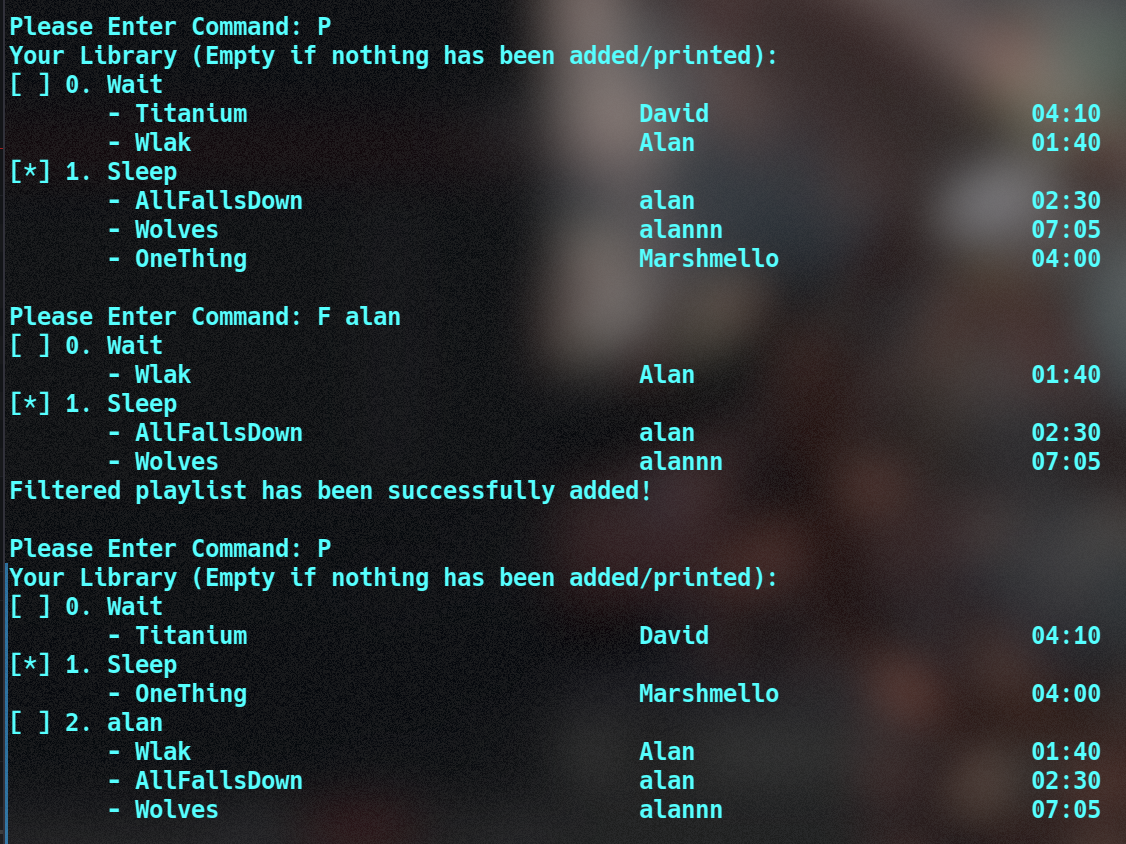 Please Enter Command: P
Your Library (Empty if nothing has been added/printed):
[ ] 0. Wait
- Titanium David 04:10
- Wlak Alan 01:40
[*] 1. Sleep
- AllFallsDown alan 02:30
- Wolves alannn 07:05
- OneThing Marshmello 04:00
Please Enter Command: F alan
[ ] 0. Wait
- Wlak Alan 01:40
[*] 1. Sleep
- AllFallsDown alan 02:30
- Wolves alannn 07:05
Filtered playlist has been successfully added!
Please Enter Command: P
Your Library (Empty if nothing has been added/printed):
[ ] 0. Wait
- Titanium David 04:10
[*] 1. Sleep
- OneThing Marshmello 04:00
[ ] 2. alan
- Wlak Alan 01:40
- AllFallsDown alan 02:30
- Wolves alannn 07:05